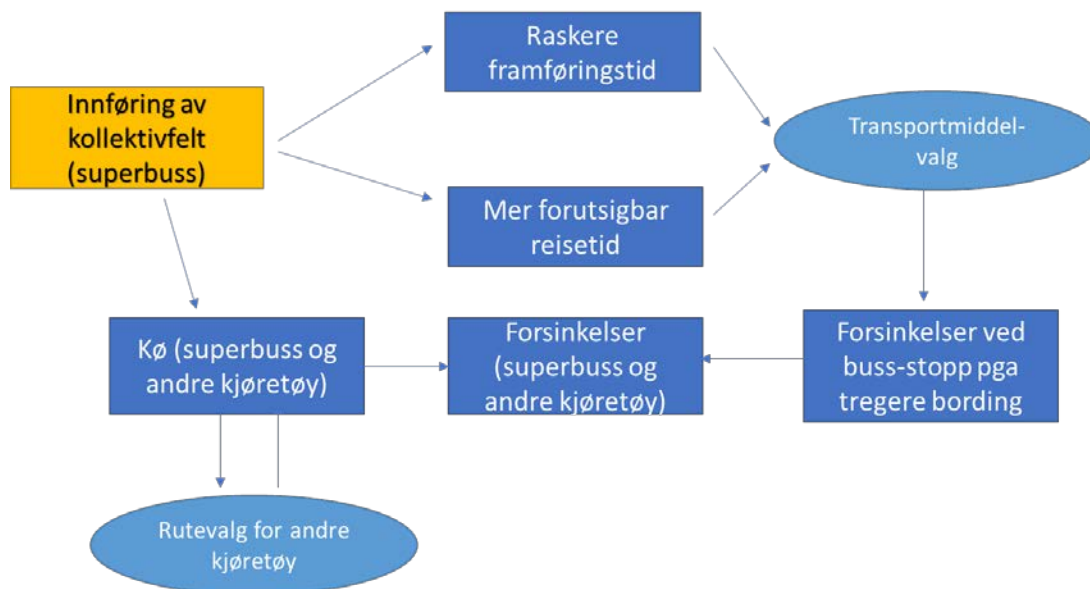 Raskere
framføringstid
Innføring av
kollektivfelt
(superbuss)
Transportmiddel-
valg
Mer forutsigbar
reisetid
Kø (superbuss og
andre kjøretøy)
Forsinkelser
(superbuss og
andre kjøretøy)
Forsinkelser ved
buss-stopp pga
tregere bording
Rutevalg for andre
kjøretøy